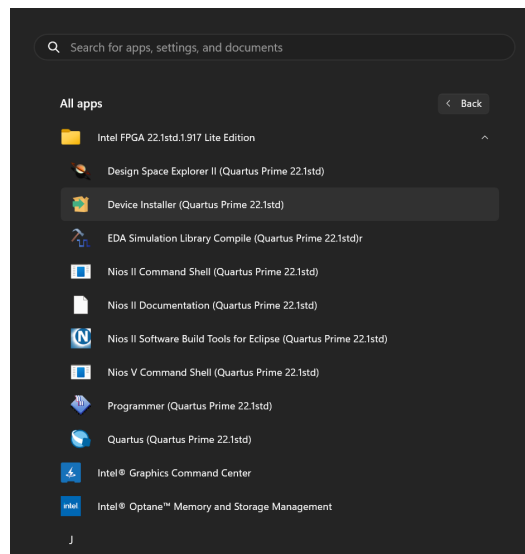 Search for apps, settings, and documents
All apps
Back
Intel FPGA 22.1std.1.917 Lite Edition
Design Space Explorer II (Quartus Prime 22.1std)
Device Installer (Quartus Prime 22.1std)
EDA Simulation Library Compile (Quartus Prime 22.1std)r
Nios II Command Shell (Quartus Prime 22.1std)
Nios II Documentation (Quartus Prime 22.1std)
Nios II Software Build Tools for Eclipse (Quartus Prime 22.1std)
Nios V Command Shell (Quartus Prime 22.1std)
Programmer (Quartus Prime 22.1std)
Quartus (Quartus Prime 22.1std)
Intel® Graphics Command Center
intel
Intel® Optane™ Memory and Storage Management
J